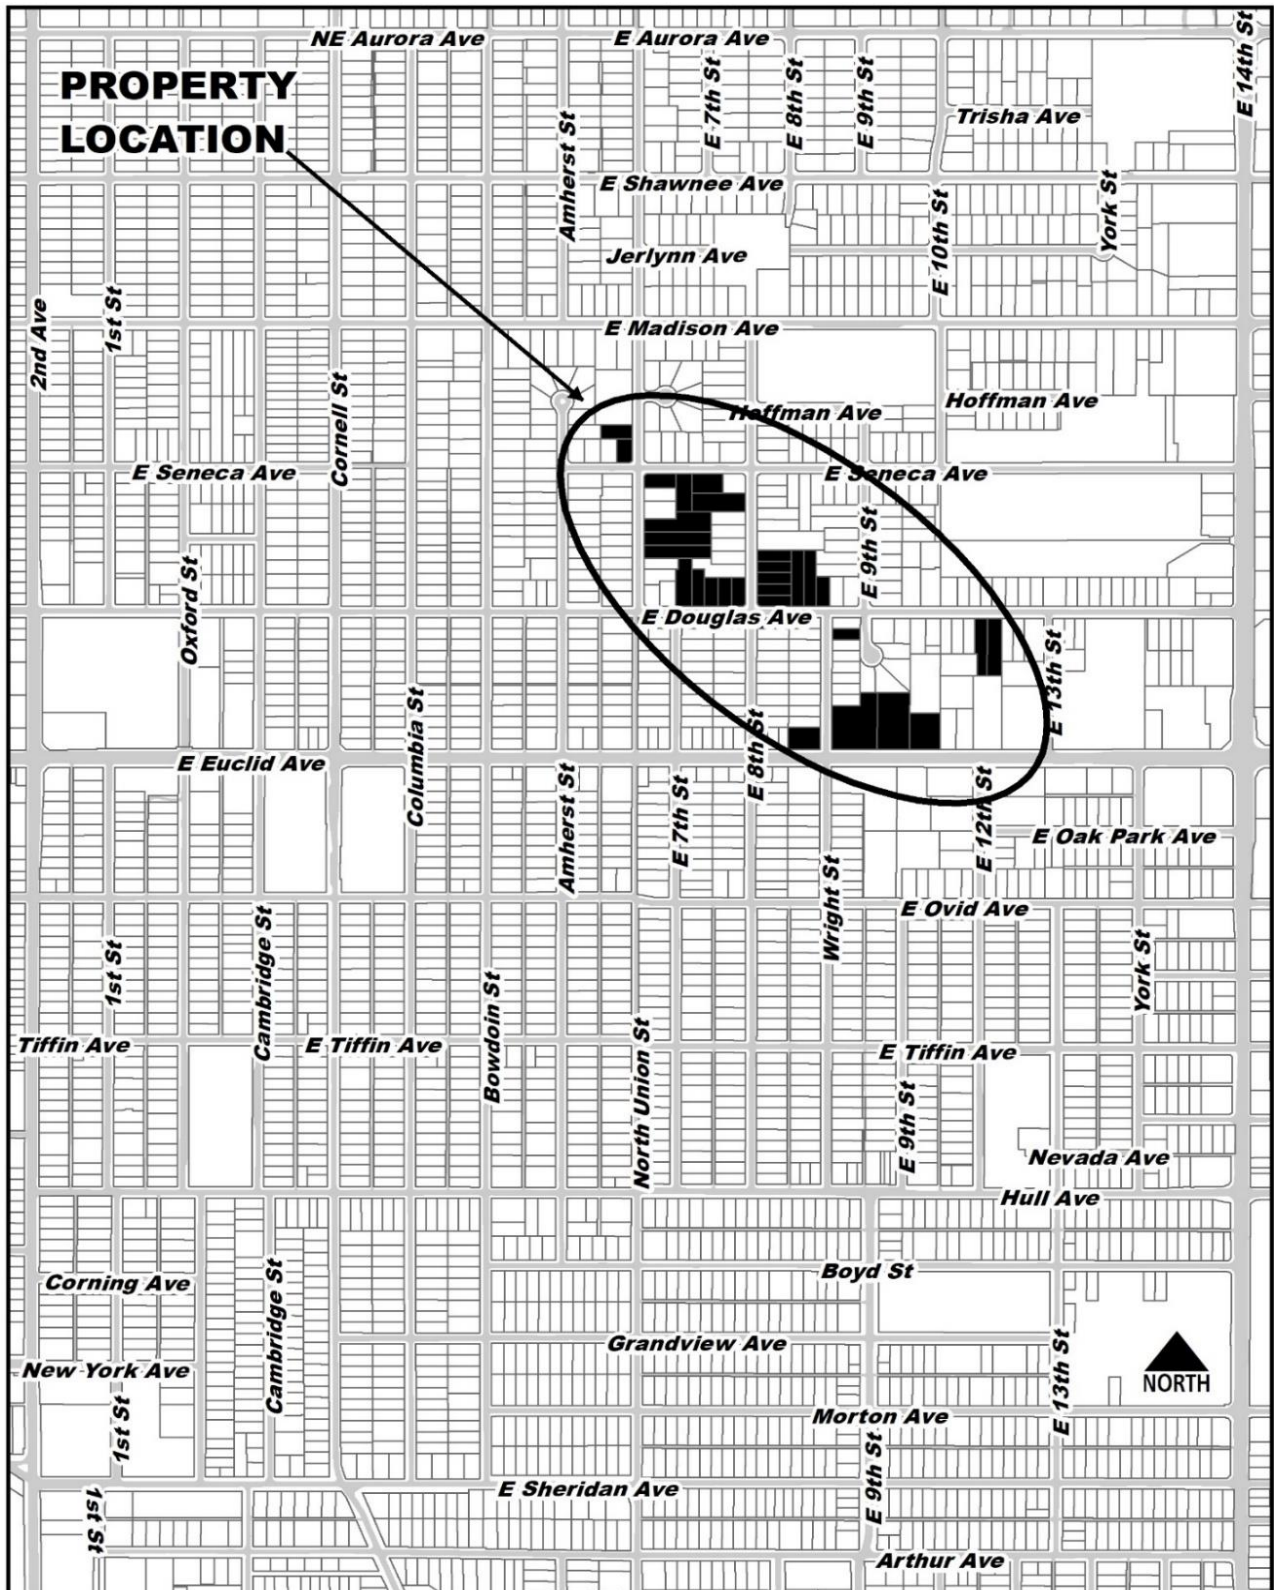 NE Aurora Ave
E Aurora Ave
E 14th St
PROPERTY
LOCATION
E 7th St
E 8th St
E 9th St
Trisha Ave
Amherst St
E Shawnee Ave
York St
E 10th St
Jerlynn Ave
2nd Ave
1st St
E Madison Ave
Cornell St
Hoffman Ave
Hoffman Ave
E Seneca Ave
E Seneca Ave
E 9th St
Oxford St
E Douglas Ave
E 13th St
Columbia St
E 8th St
E Euclid Ave
Amherst St
E 7th St
E 12th St
E Oak Park Ave
Wright St
E Ovid Ave
Cambridge St
1st St
York St
Bowdoin St
Tiffin Ave
E Tiffin Ave
North Union St
E Tiffin Ave
E 9th St
Nevada Ave
Hull Ave
Corning Ave
Cambridge St
Boyd St
Grandview Ave
New York Ave
E 13th St
NORTH
1st St
Morton Ave
E 9th St
E Sheridan Ave
1st St
Arthur Ave